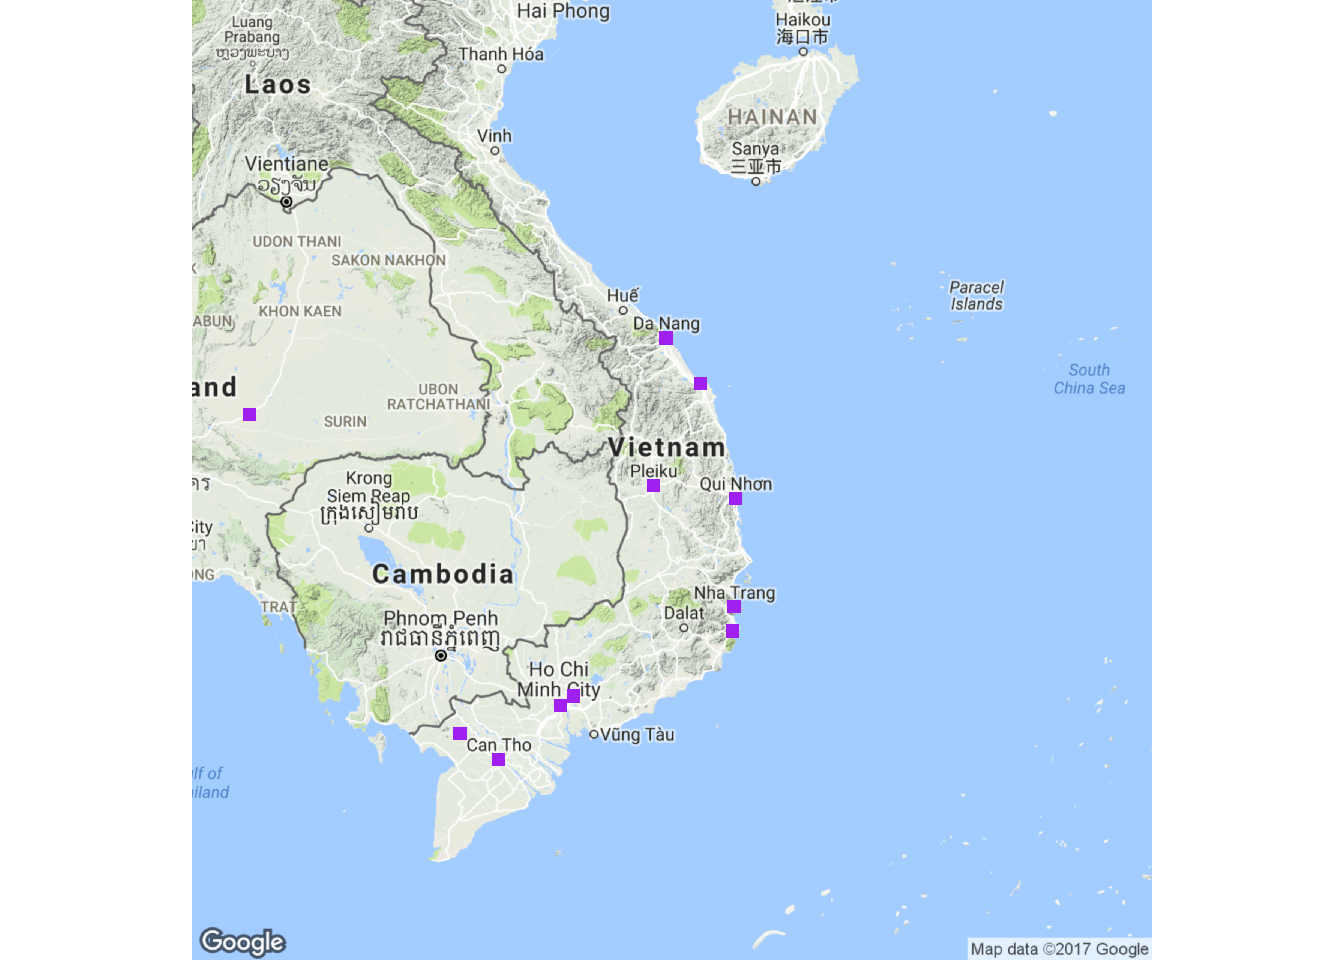 Hai Phong
Luang
Prabang
ຫຼວງພະບາງ
Haikou
海口市
Thanh Hóa
Laos
HAINAN
Vinh
Sanya
三亚市
Vientiane
ວຽງຈັນ
UDON THANI
SAKON NAKHON
Paracel
Islands
Huế
KHON KAEN
ABUN
Da Nang
South
China Sea
and
UBON
RATCHATHANI
SURIN
Vietnam
Pleiku
Krong
Siem Reap
ក្រុងសៀមរាប
Qui Nhơn
ity
Cambodia
NG
Nha Trang
TRAT
Dalat
Phnom Penh
រាជធានីភ្នំពេញ
Ho Chi
Minh City
Vũng Tàu
Can Tho
lf of
iland
Google
Map data ©2017 Google